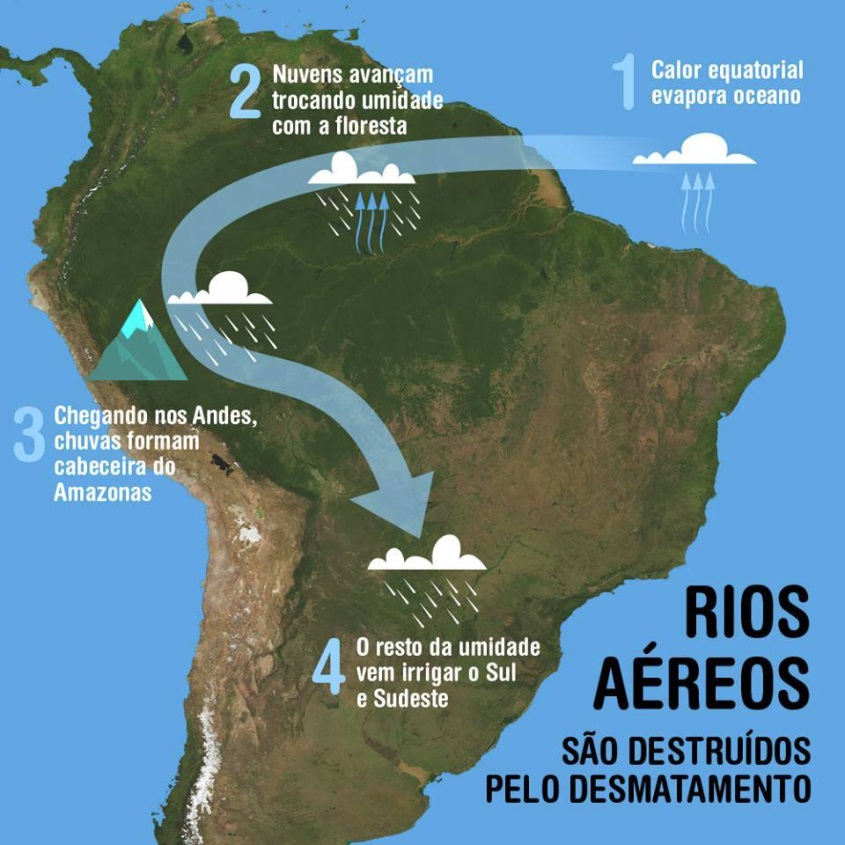 1
Calor equatorial
evapora oceano
2
Nuvens avançam
trocando umidade
com a floresta
3
Chegando nos Andes,
chuvas formam
cabeceira do
Amazonas
4
O resto da umidade
vem irrigar o Sul
e Sudeste
RIOS
AÉREOS
SÃO DESTRUÍDOS
PELO DESMATAMENTO